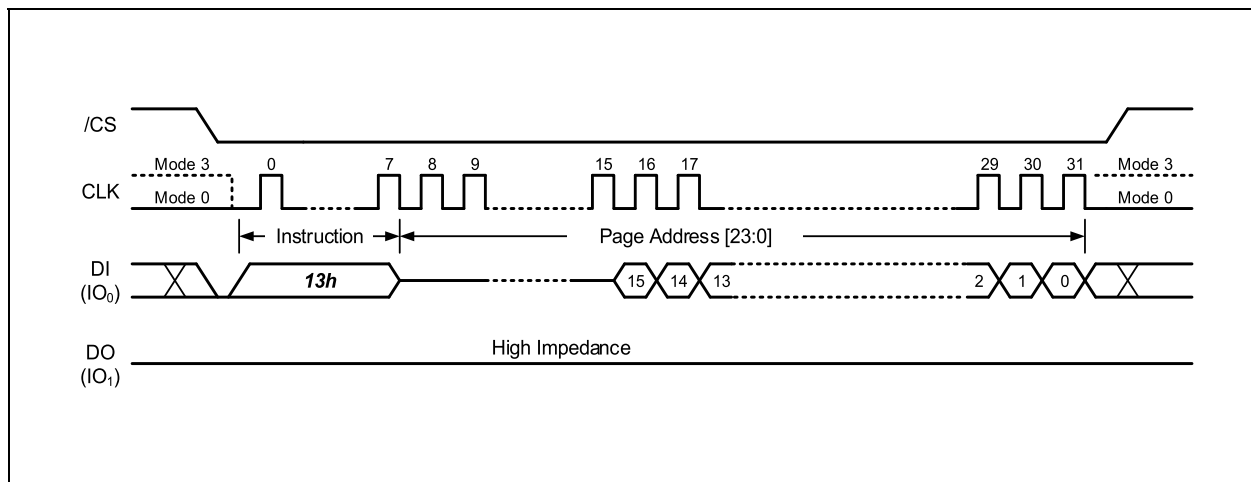 /CS
Mode 3 0 7 8 9 15 16 17 29 30 31 Mode 3
CLK
Mode 0 Mode 0
Instruction Page Address [23:0]
DI
(IO₀)
13h 15 14 13 2 1 0
High Impedance
DO
(IO₁)